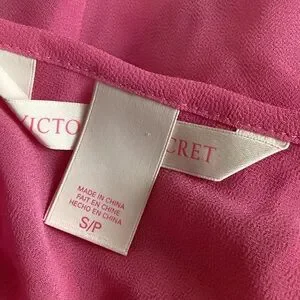 VICTO CRET
MADE IN CHINA
FAIT EN CHINE
HECHO EN CHINA
S/P